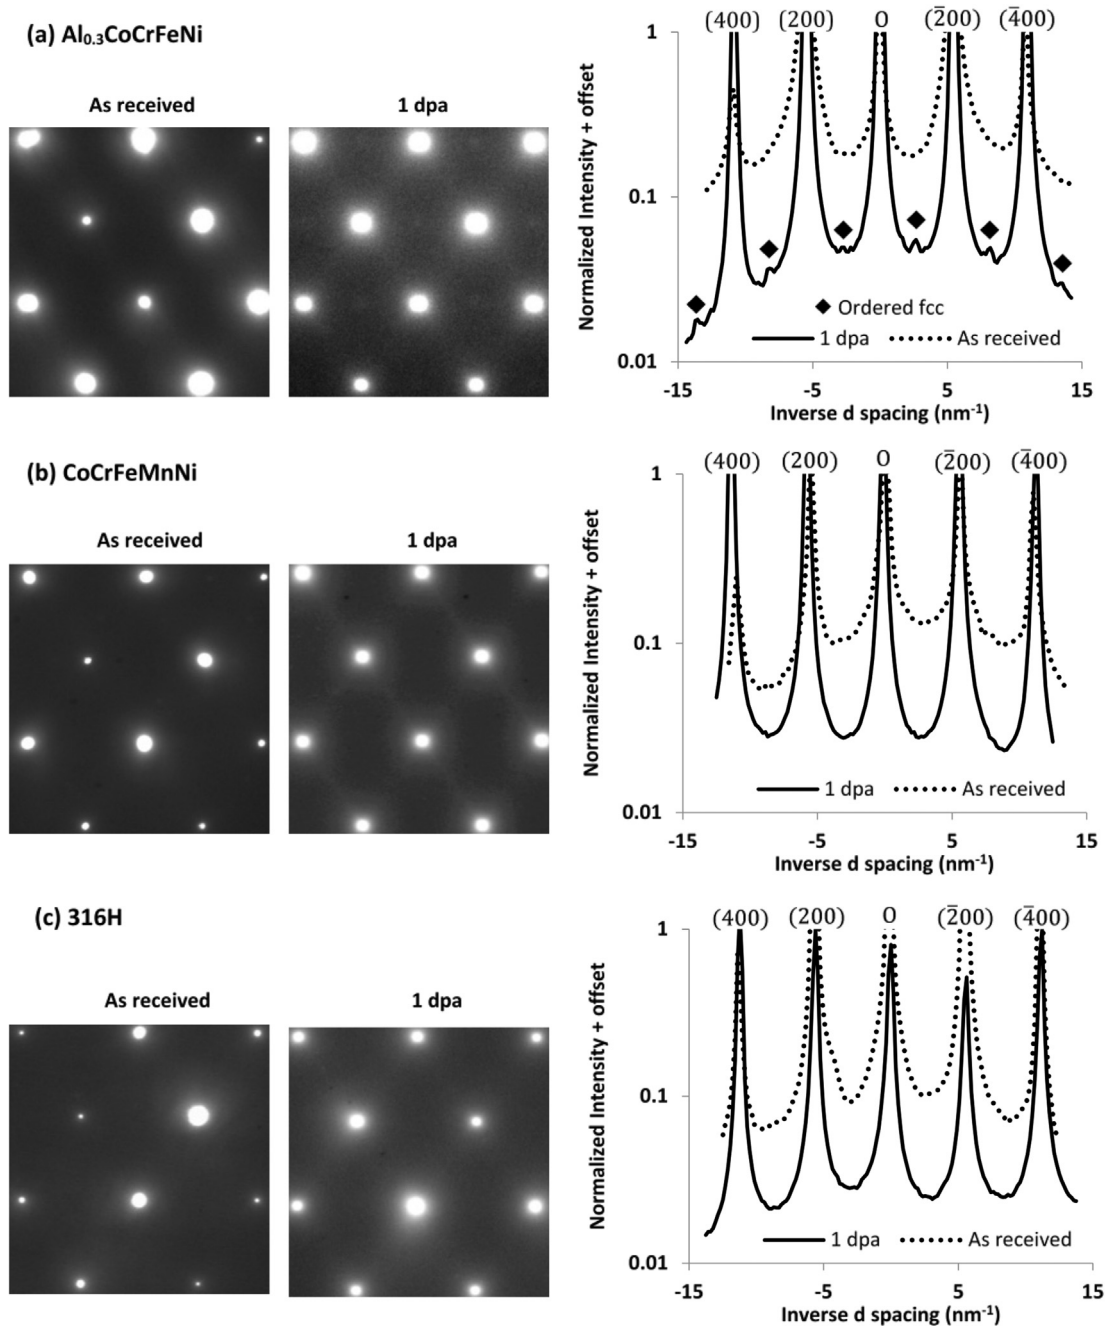 (a) Al₀.₃CoCrFeNi
As received
1 dpa
(400) (200) O (2̄00) (4̄00)
1
0.1
0.01
Normalized Intensity + offset
◆ Ordered fcc
1 dpa As received
-15 -5 5 15
Inverse d spacing (nm⁻¹)
(b) CoCrFeMnNi
As received
1 dpa
(400) (200) O (2̄00) (4̄00)
1
0.1
0.01
Normalized Intensity + offset
1 dpa As received
-15 -5 5 15
Inverse d spacing (nm⁻¹)
(c) 316H
As received
1 dpa
(400) (200) O (2̄00) (4̄00)
1
0.1
0.01
Normalized Intensity + offset
1 dpa As received
-15 -5 5 15
Inverse d spacing (nm⁻¹)